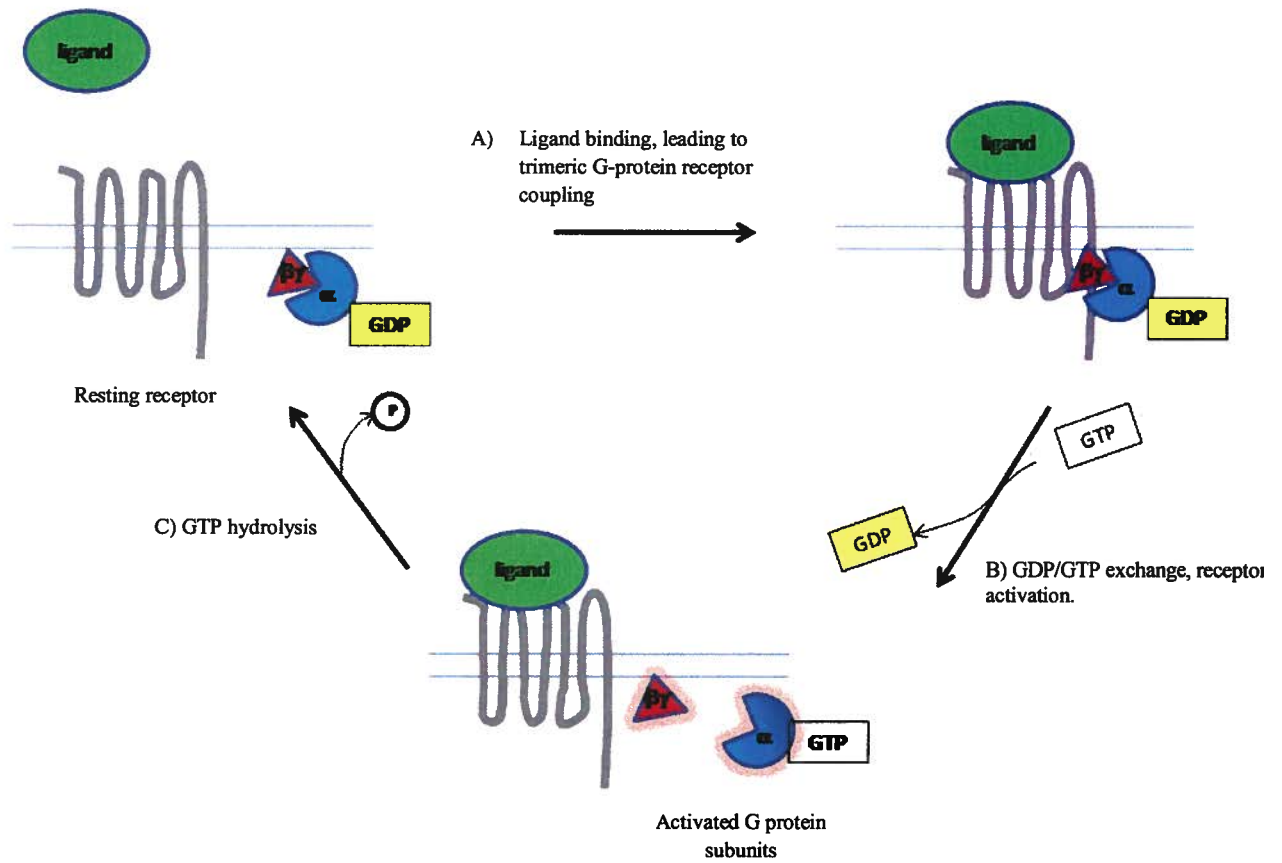 ligand
A) Ligand binding, leading to
trimeric G-protein receptor
coupling
ligand
βγ
α
GDP
βγ
α
GDP
Resting receptor
P
GTP
GDP
C) GTP hydrolysis
B) GDP/GTP exchange, receptor
activation.
ligand
βγ
α
GTP
Activated G protein
subunits